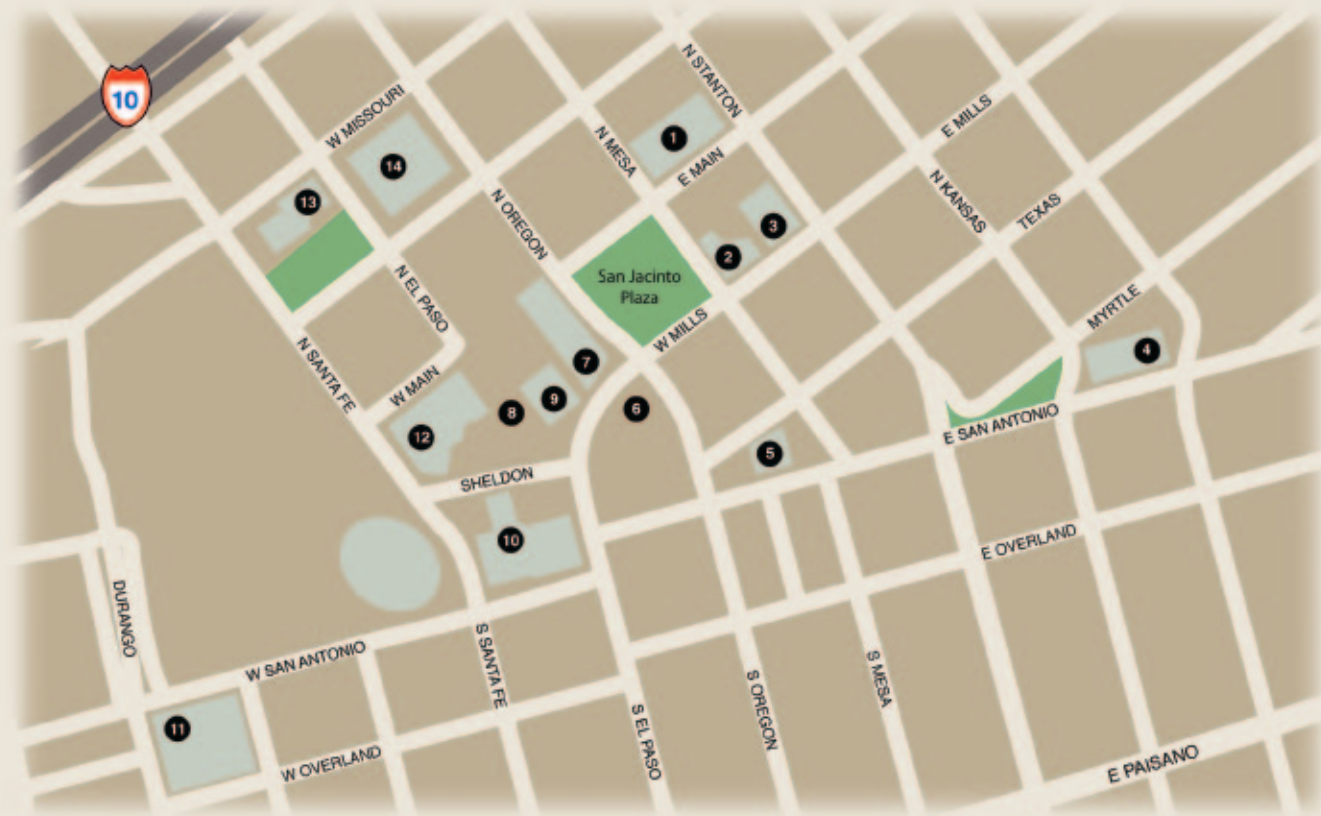 10
W MISSOURI
N STANTON
N MESA
1
E MAIN
E MILLS
14
13
N OREGON
N KANSAS
TEXAS
3
2
San Jacinto
Plaza
N EL PASO
W MILLS
MYRTLE
4
N SANTA FE
W MAIN
7
8
9
6
12
E SAN ANTONIO
5
SHELDON
10
E OVERLAND
DURANGO
W SAN ANTONIO
S SANTA FE
S MESA
S OREGON
11
S EL PASO
W OVERLAND
E PAISANO